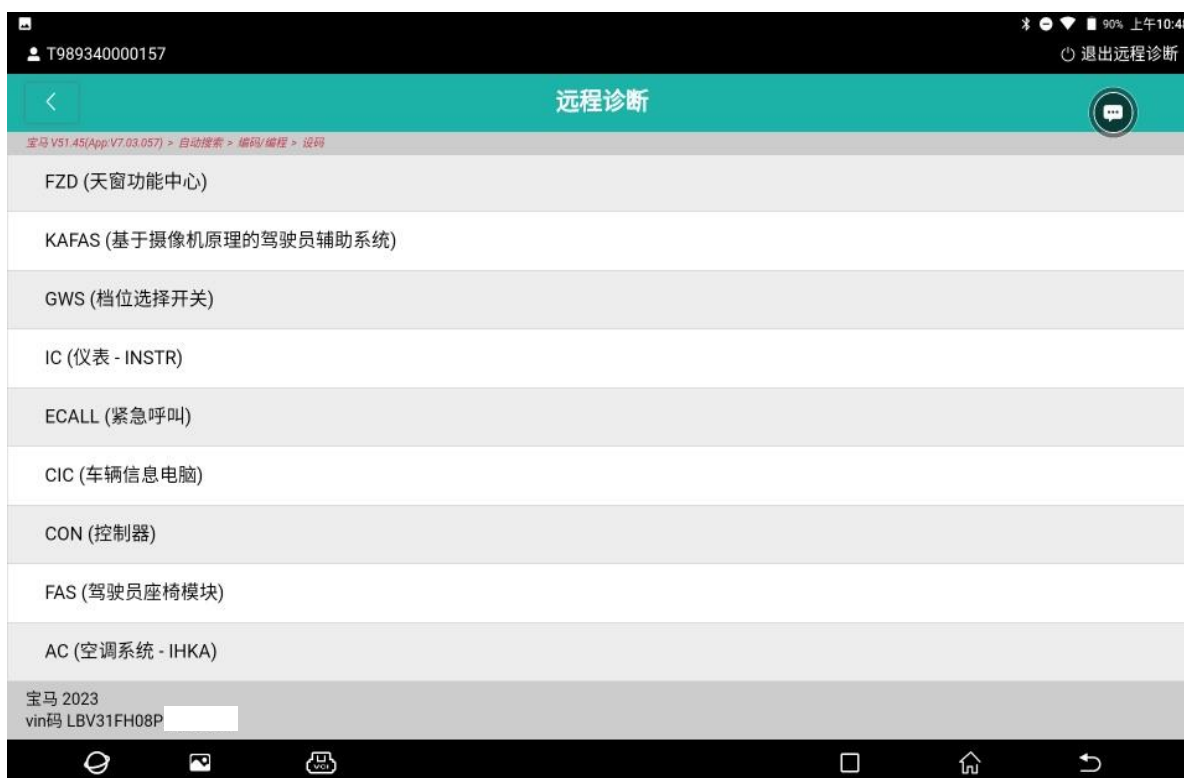 90% 上午10:48
T989340000157
退出远程诊断
远程诊断
宝马 V51.45(App:V7.03.057) > 自动搜索 > 编码/编程 > 设码
FZD (天窗功能中心)
KAFAS (基于摄像机原理的驾驶员辅助系统)
GWS (档位选择开关)
IC (仪表 - INSTR)
ECALL (紧急呼叫)
CIC (车辆信息电脑)
CON (控制器)
FAS (驾驶员座椅模块)
AC (空调系统 - IHKA)
宝马 2023
vin码 LBV31FH08P
VCI